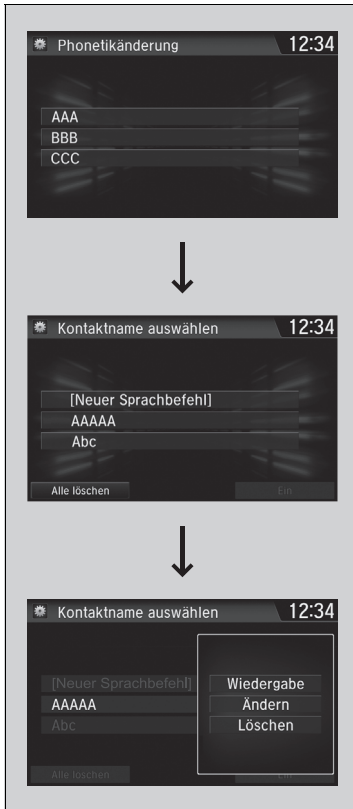 Phonetikänderung 12:34
AAA
BBB
CCC
Kontaktname auswählen 12:34
[Neuer Sprachbefehl]
AAAAA
Abc
Alle löschen Ein
Kontaktname auswählen 12:34
[Neuer Sprachbefehl]
AAAAA
Abc
Wiedergabe
Ändern
Löschen
Alle löschen Ein